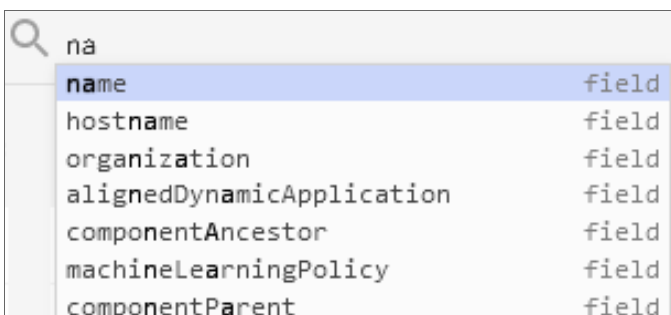 na
name field
hostname field
organization field
alignedDynamicApplication field
componentAncestor field
machineLearningPolicy field
componentParent field